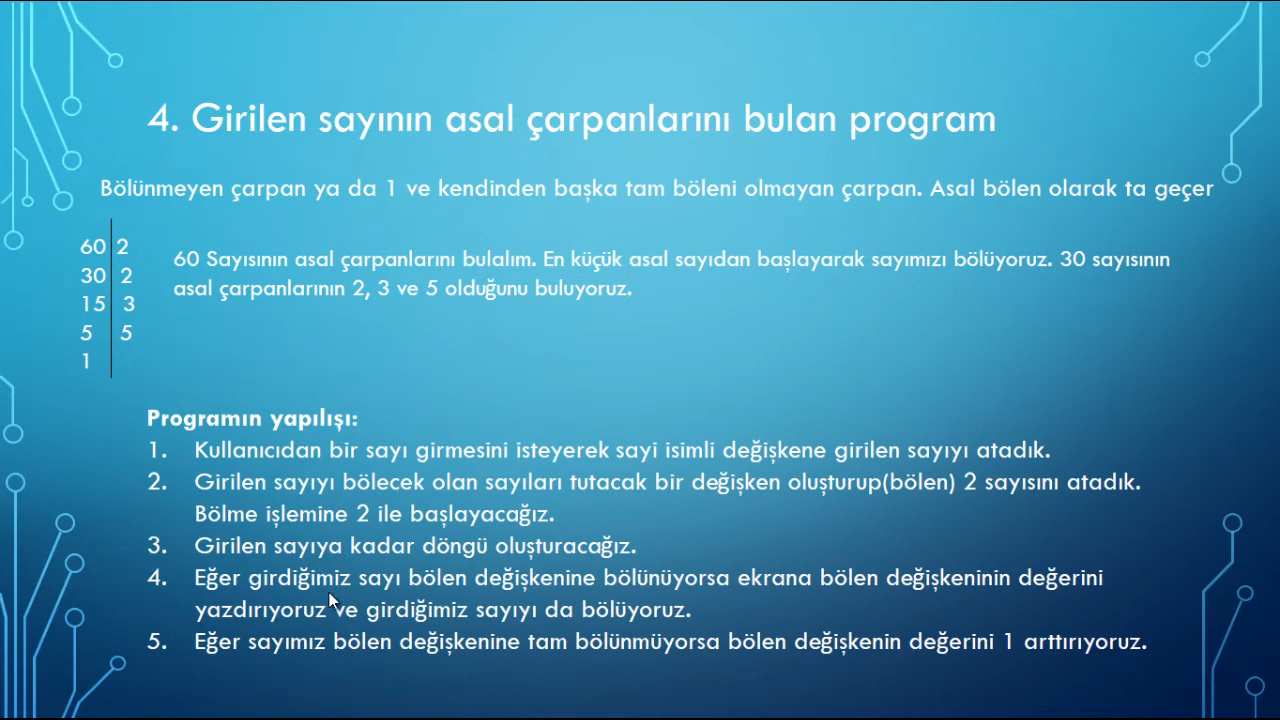 4. Girilen sayının asal çarpanlarını bulan program
Bölünmeyen çarpan ya da 1 ve kendinden başka tam böleni olmayan çarpan. Asal bölen olarak ta geçer
60 2
30 2
15 3
5 5
1
60 Sayısının asal çarpanlarını bulalım. En küçük asal sayıdan başlayarak sayımızı bölüyoruz. 30 sayısının
asal çarpanlarının 2, 3 ve 5 olduğunu buluyoruz.
Programın yapılışı:
1. Kullanıcıdan bir sayı girmesini isteyerek sayi isimli değişkene girilen sayıyı atadık.
2. Girilen sayıyı bölecek olan sayıları tutacak bir değişken oluşturup(bölen) 2 sayısını atadık.
Bölme işlemine 2 ile başlayacağız.
3. Girilen sayıya kadar döngü oluşturacağız.
4. Eğer girdiğimiz sayı bölen değişkenine bölünüyorsa ekrana bölen değişkeninin değerini
yazdırıyoruz ve girdiğimiz sayıyı da bölüyoruz.
5. Eğer sayımız bölen değişkenine tam bölünmüyorsa bölen değişkenin değerini 1 arttırıyoruz.